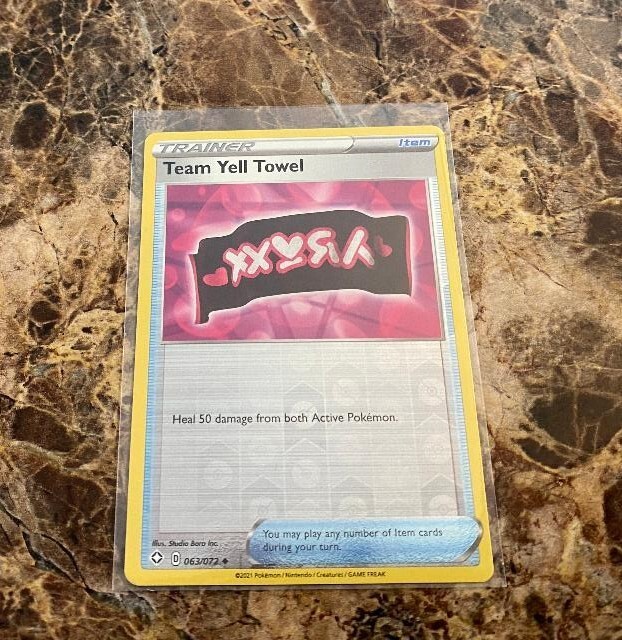 TRAINER
Item
Team Yell Towel
Heal 50 damage from both Active Pokémon.
Illus. Studio Bora Inc.
You may play any number of Item cards
during your turn.
D 063/072
©2021 Pokémon / Nintendo / Creatures / GAME FREAK